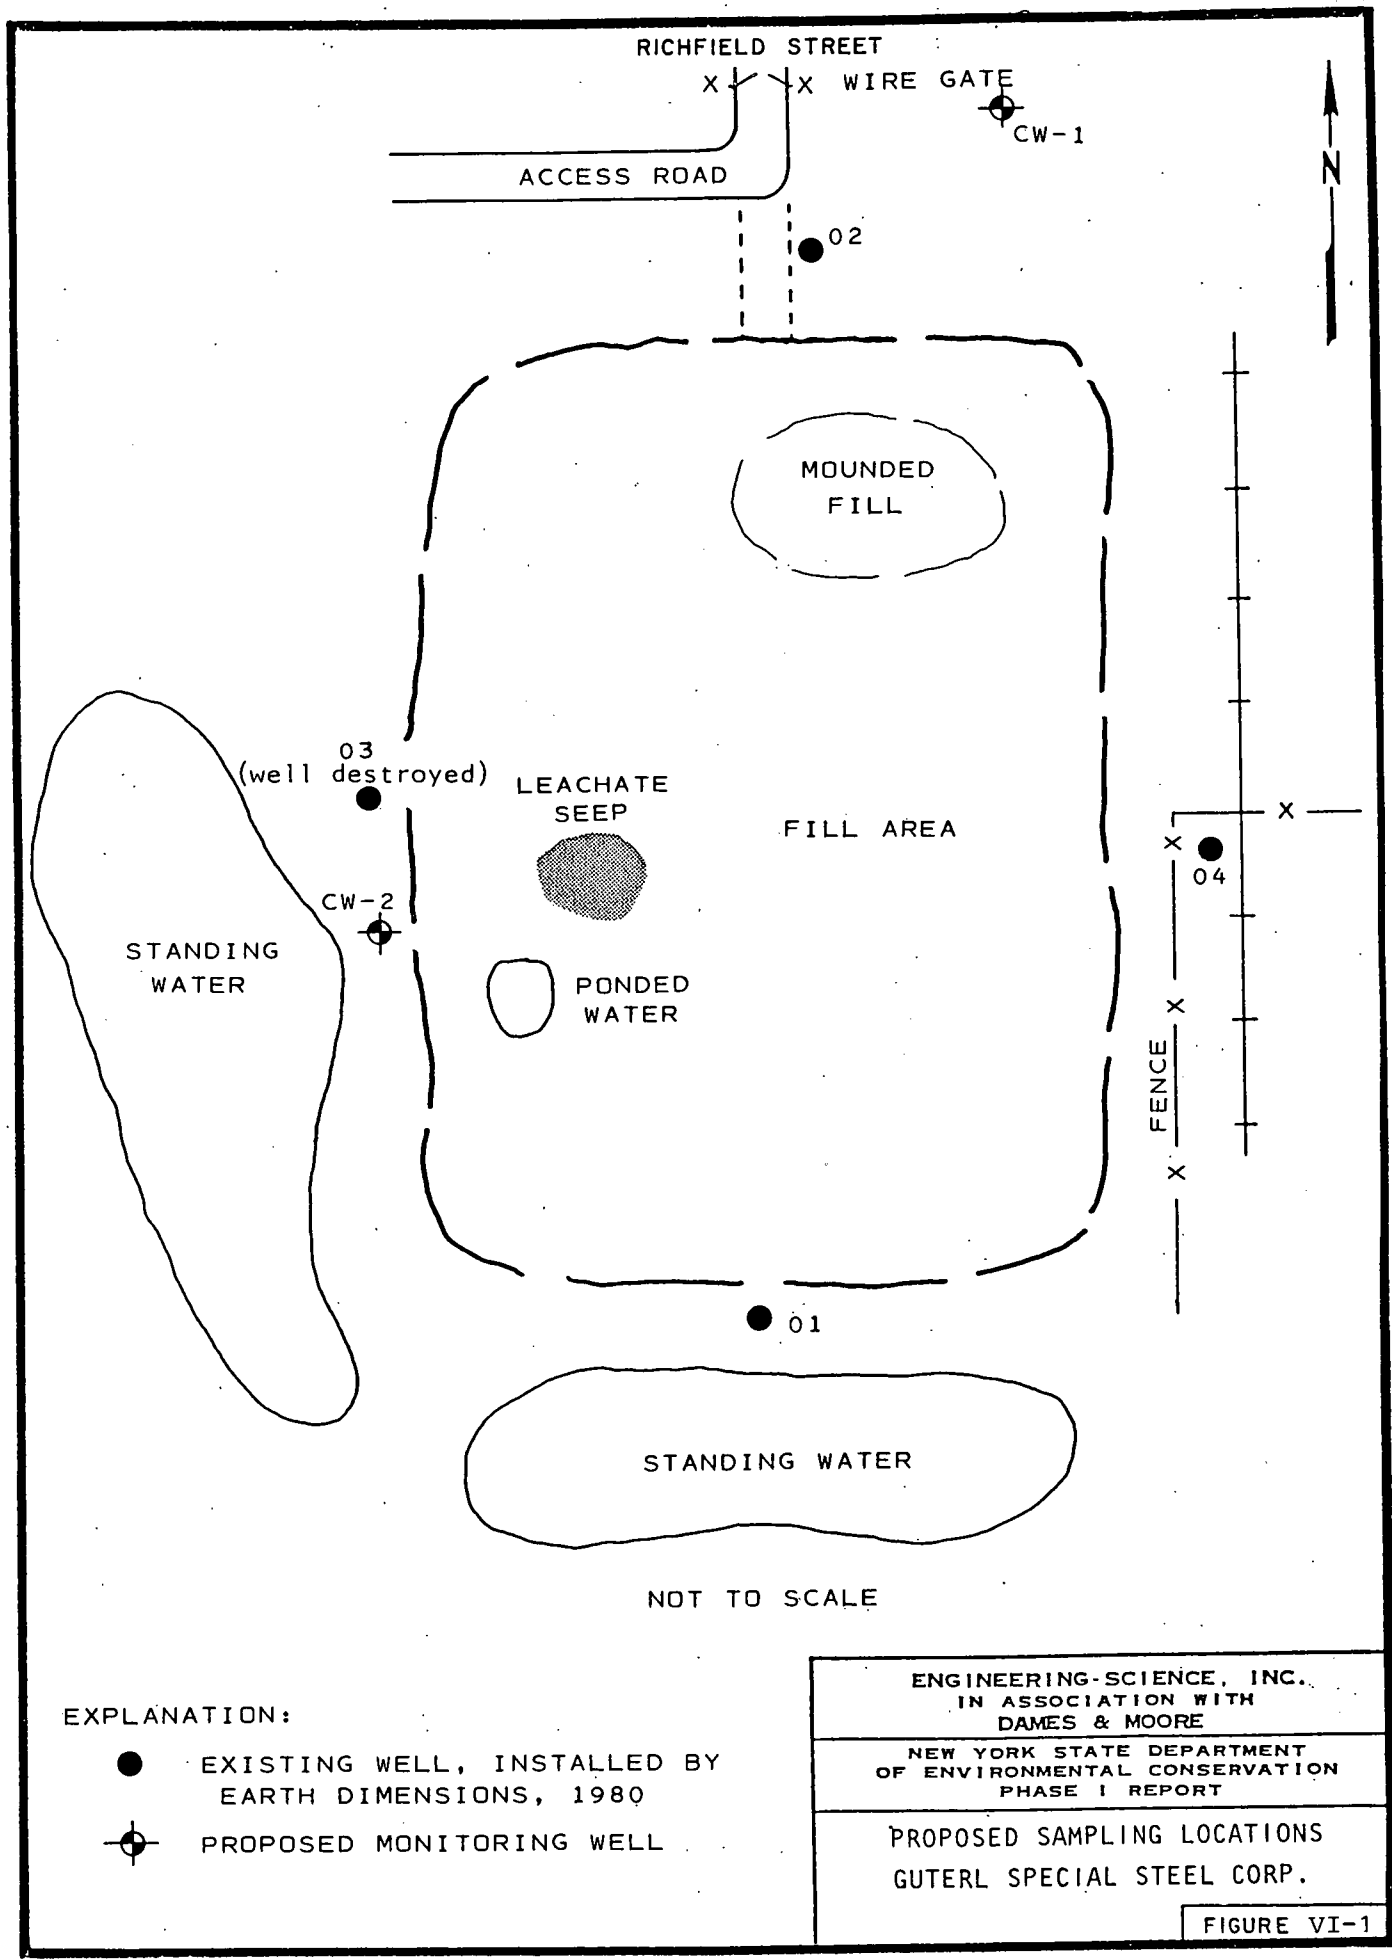 RICHFIELD STREET
X X WIRE GATE
CW-1
N
ACCESS ROAD
02
MOUNDED
FILL
03
(well destroyed)
LEACHATE
SEEP
FILL AREA
X
X
04
CW-2
STANDING
WATER
PONDED
WATER
X
FENCE
X
01
STANDING WATER
NOT TO SCALE
EXPLANATION:
EXISTING WELL, INSTALLED BY
EARTH DIMENSIONS, 1980
PROPOSED MONITORING WELL
ENGINEERING-SCIENCE, INC.
IN ASSOCIATION WITH
DAMES & MOORE
NEW YORK STATE DEPARTMENT
OF ENVIRONMENTAL CONSERVATION
PHASE I REPORT
PROPOSED SAMPLING LOCATIONS
GUTERL SPECIAL STEEL CORP.
FIGURE VI-1